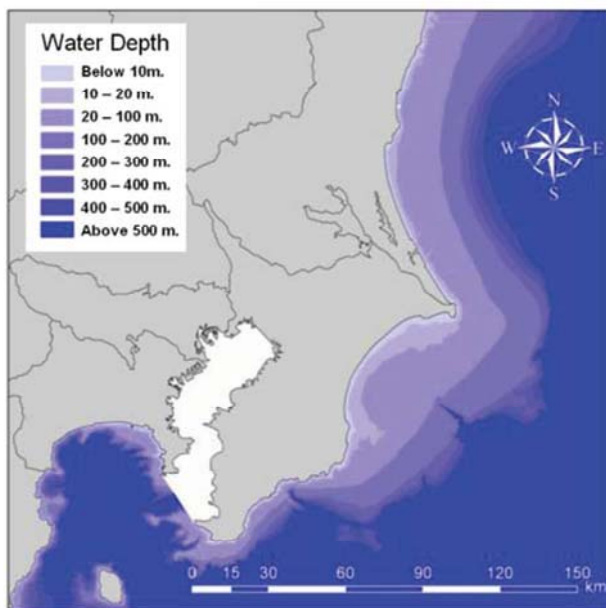 Water Depth
Below 10m.
10 – 20 m.
20 – 100 m.
100 – 200 m.
200 – 300 m.
300 – 400 m.
400 – 500 m.
Above 500 m.
N
W E
S
0 15 30 60 90 120 150
km